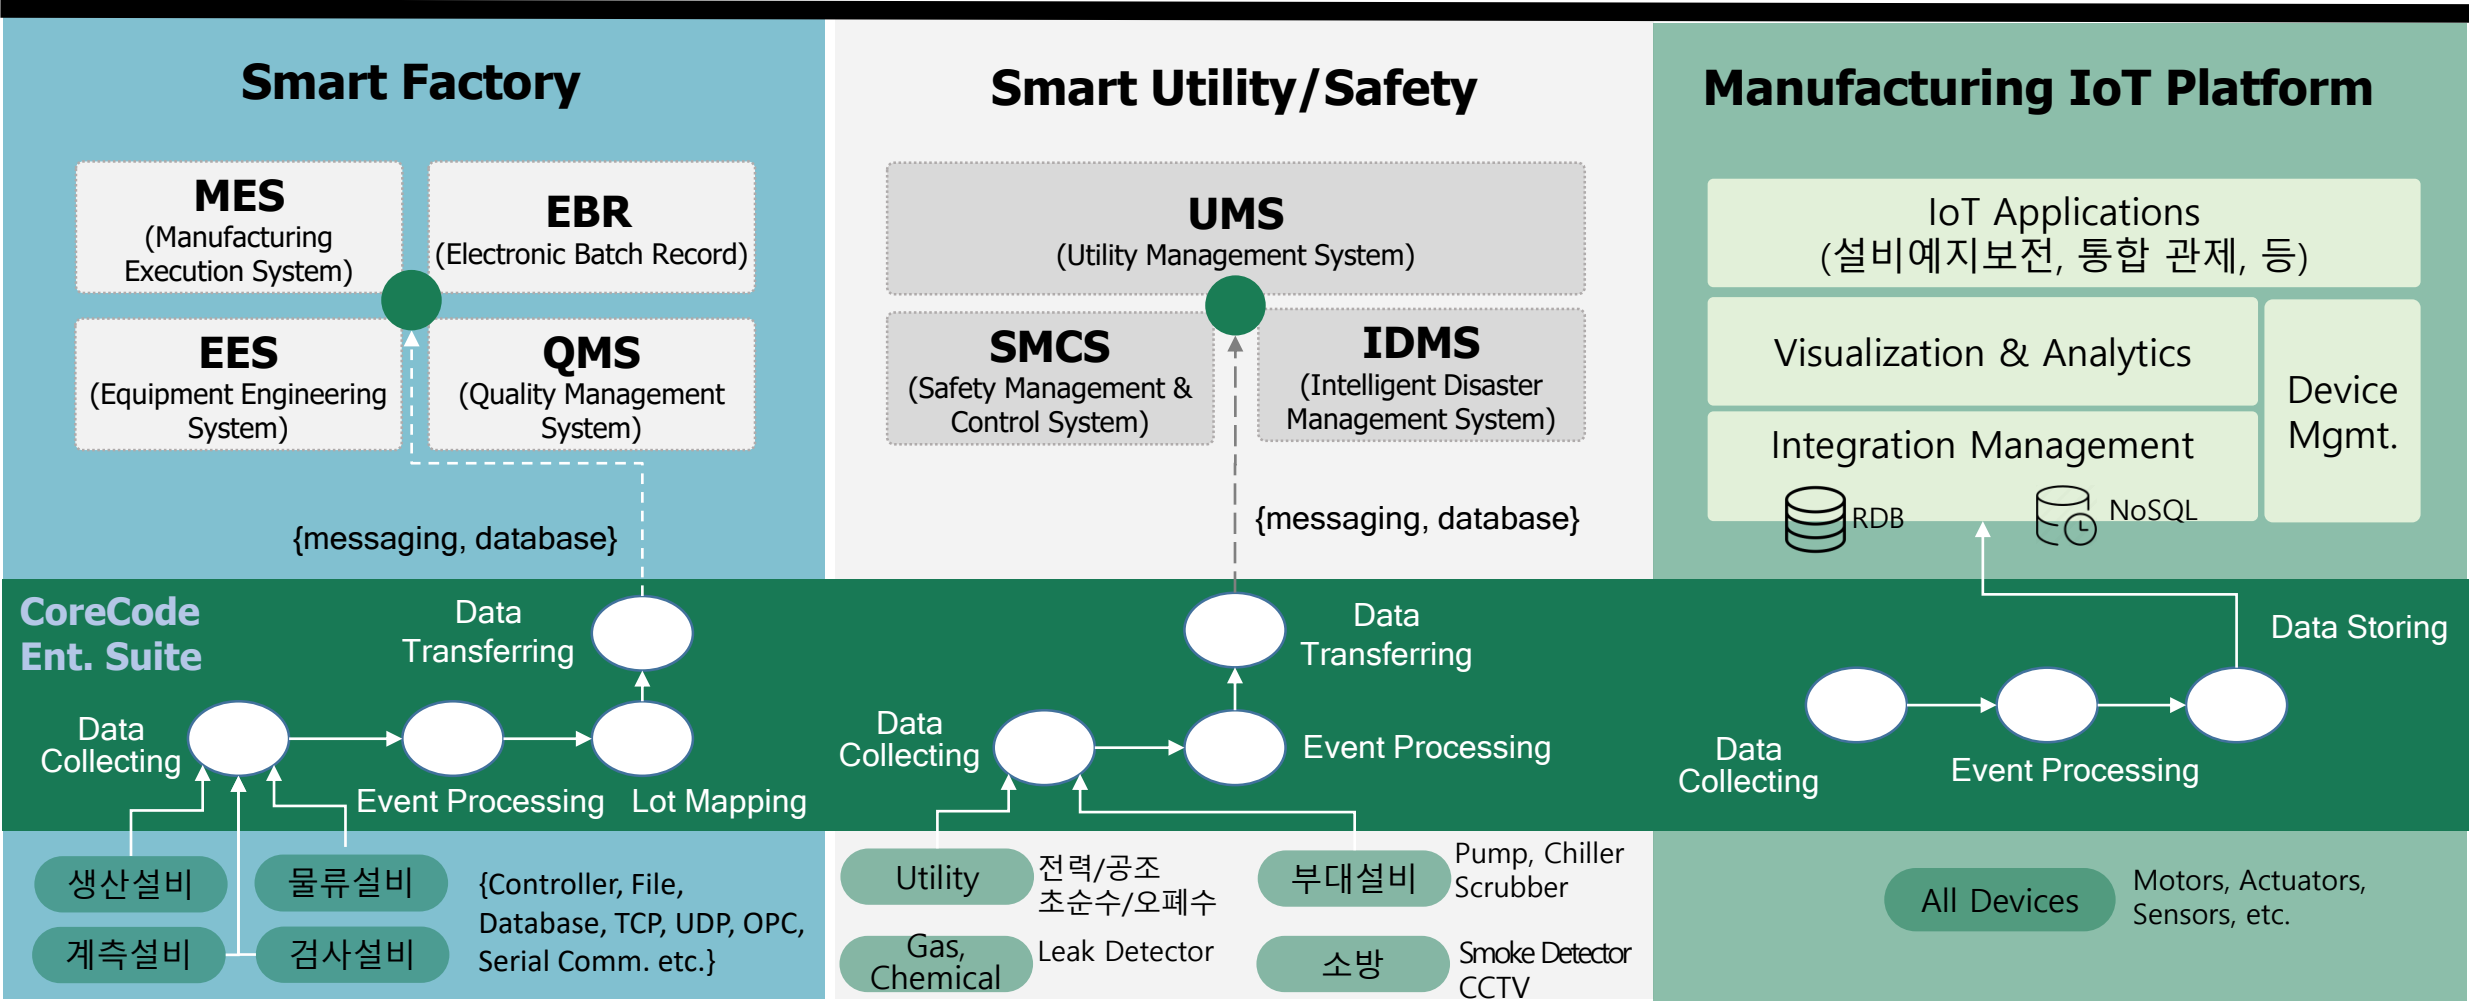 Smart Factory
MES
(Manufacturing
Execution System)
EBR
(Electronic Batch Record)
EES
(Equipment Engineering
System)
QMS
(Quality Management
System)
{messaging, database}
Smart Utility/Safety
UMS
(Utility Management System)
SMCS
(Safety Management &
Control System)
IDMS
(Intelligent Disaster
Management System)
{messaging, database}
Manufacturing IoT Platform
IoT Applications
(설비예지보전, 통합 관제, 등)
Visualization & Analytics
Integration Management
RDB
NoSQL
Device
Mgmt.
CoreCode
Ent. Suite
Data
Transferring
Data
Collecting
Event Processing
Lot Mapping
Data
Transferring
Data
Collecting
Event Processing
Data Storing
Data
Collecting
Event Processing
생산설비
물류설비
계측설비
검사설비
{Controller, File,
Database, TCP, UDP, OPC,
Serial Comm. etc.}
Utility
전력/공조
초순수/오폐수
Gas,
Chemical
Leak Detector
부대설비
Pump, Chiller
Scrubber
소방
Smoke Detector
CCTV
All Devices
Motors, Actuators,
Sensors, etc.